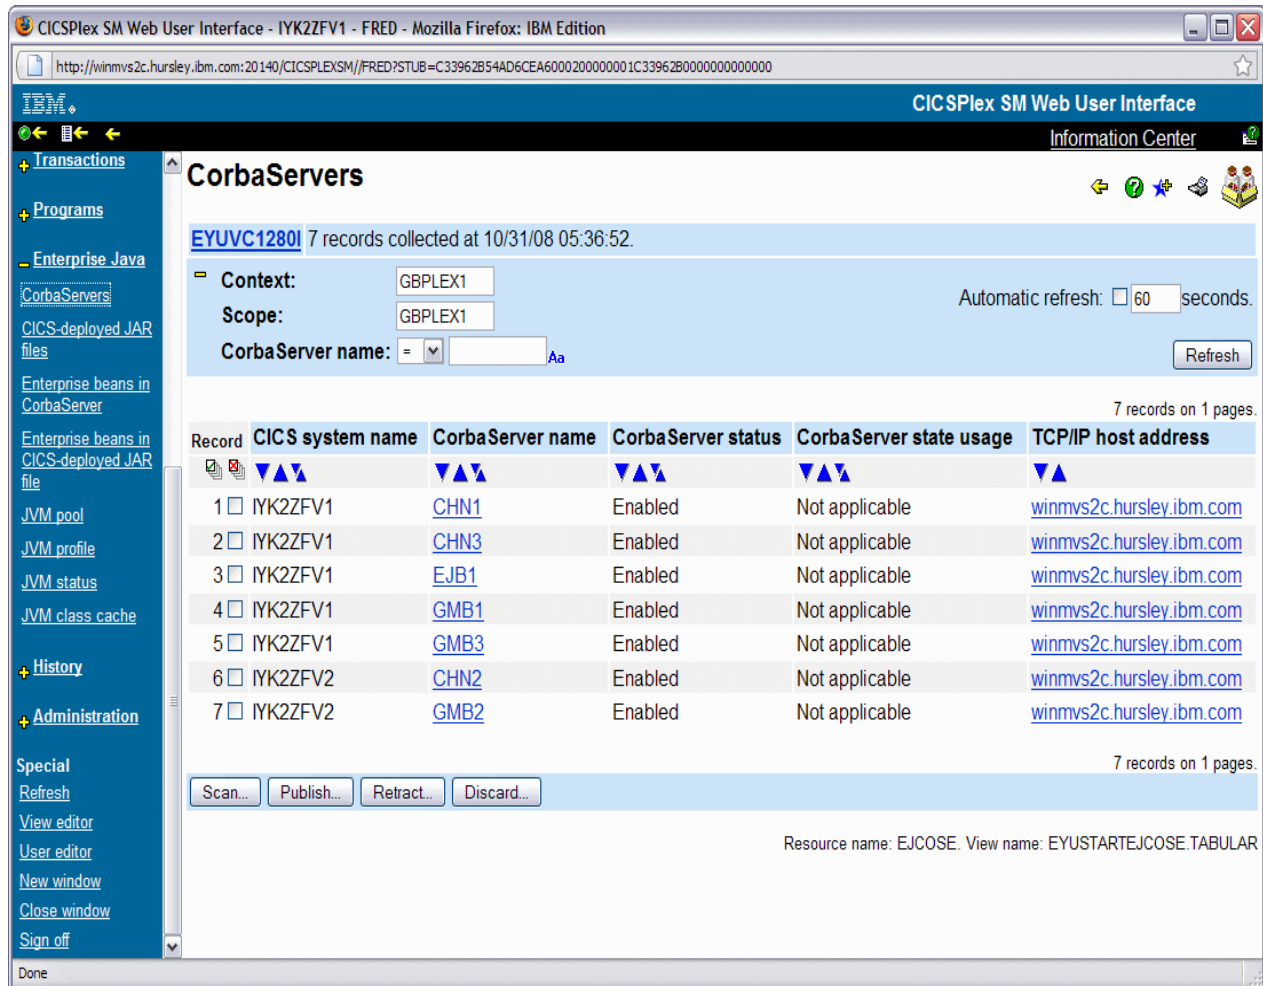 CICSPlex SM Web User Interface - IYK2ZFV1 - FRED - Mozilla Firefox: IBM Edition
http://winmvs2c.hursley.ibm.com:20140/CICSPLEXSM//FRED?STUB=C33962B54AD6CEA6000200000001C33962B0000000000000
IBM
CICSPlex SM Web User Interface
Information Center
Transactions
Programs
Enterprise Java
CorbaServers
CICS-deployed JAR
files
Enterprise beans in
CorbaServer
Enterprise beans in
CICS-deployed JAR
file
JVM pool
JVM profile
JVM status
JVM class cache
History
Administration
Special
Refresh
View editor
User editor
New window
Close window
Sign off
CorbaServers
EYUVC1280I 7 records collected at 10/31/08 05:36:52.
Context: GBPLEX1
Automatic refresh: 60 seconds.
Scope: GBPLEX1
CorbaServer name: = Aa
Refresh
7 records on 1 pages.
Record CICS system name CorbaServer name CorbaServer status CorbaServer state usage TCP/IP host address
1 IYK2ZFV1 CHN1 Enabled Not applicable winmvs2c.hursley.ibm.com
2 IYK2ZFV1 CHN3 Enabled Not applicable winmvs2c.hursley.ibm.com
3 IYK2ZFV1 EJB1 Enabled Not applicable winmvs2c.hursley.ibm.com
4 IYK2ZFV1 GMB1 Enabled Not applicable winmvs2c.hursley.ibm.com
5 IYK2ZFV1 GMB3 Enabled Not applicable winmvs2c.hursley.ibm.com
6 IYK2ZFV2 CHN2 Enabled Not applicable winmvs2c.hursley.ibm.com
7 IYK2ZFV2 GMB2 Enabled Not applicable winmvs2c.hursley.ibm.com
7 records on 1 pages.
Scan... Publish... Retract... Discard...
Resource name: EJCOSE. View name: EYUSTARTEJCOSE.TABULAR
Done